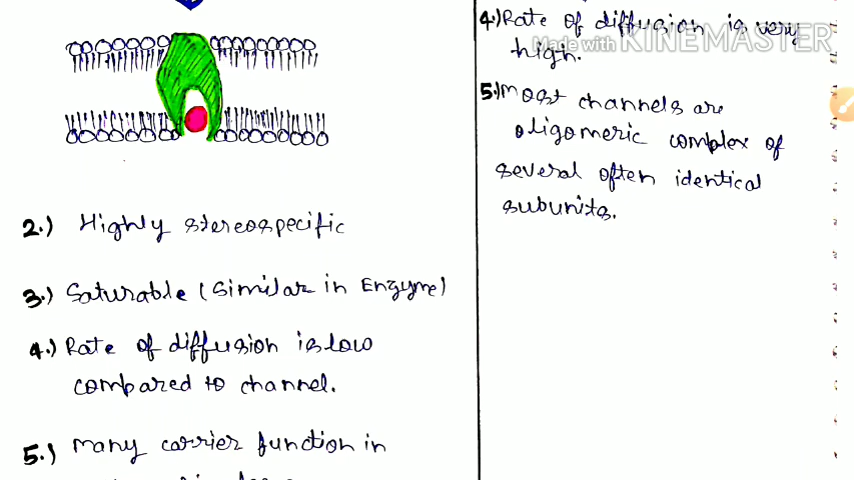 2.) Highly stereospecific
3.) Saturable (Similar in Enzyme)
4.) Rate of diffusion is low
compared to channel.
5.) Many carrier function in
4.) Rate of diffusion is very
high.
Made with KINEMASTER
5.) Most channels are
oligomeric complex of
several often identical
subunits.